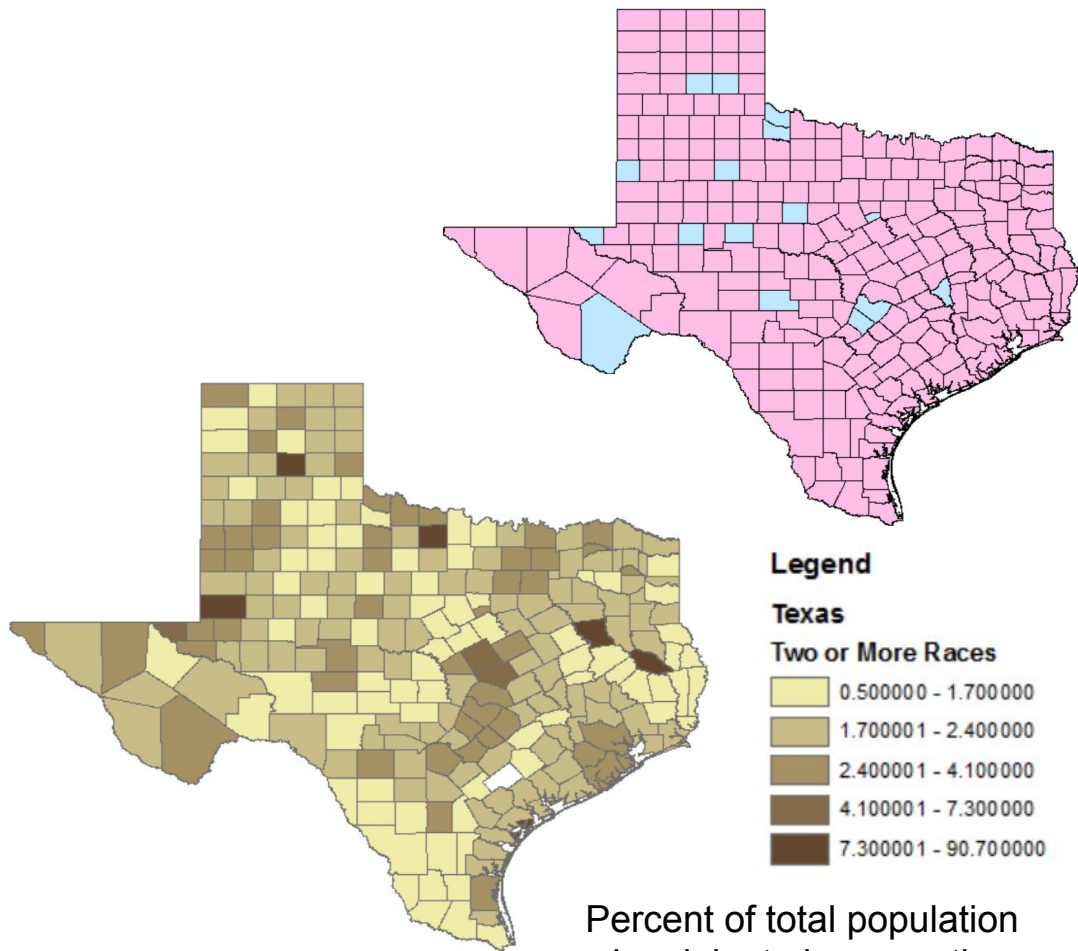 Legend
Texas
Two or More Races
0.500000 - 1.700000
1.700001 - 2.400000
2.400001 - 4.100000
4.100001 - 7.300000
7.300001 - 90.700000
Percent of total population